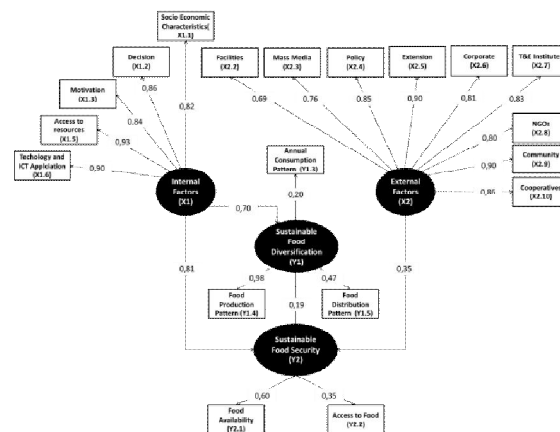 Socio Economic
Characteristics(
X1.1)
Decision
(X1.2)
Motivation
(X1.3)
Access to
resources
(X1.5)
Techology and
ICT Appliciation
(X1.6)
Facilities
(X2.2)
Mass Media
(X2.3)
Policy
(X2.4)
Extension
(X2.5)
Corporate
(X2.6)
T&E Institute
(X2.7)
NGOs
(X2.8)
Community
(X2.9)
Cooperatives
(X2.10)
0,86
0,82
0,84
0,93
0,90
0,69
0,76
0,85
0,90
0,81
0,83
0,80
0,90
0,86
Internal
Factors
(X1)
External
Factors
(X2)
Annual
Consumption
Pattern (Y1.3)
0,20
0,70
Sustainable
Food
Diversification
(Y1)
0,81
0,35
0,98
0,47
Food
Production
Pattern (Y1.4)
0,19
Food
Distribution
Pattern (Y1.5)
Sustainable
Food Security
(Y2)
0,60
0,35
Food
Availability
(Y2.1)
Access to Food
(Y2.2)